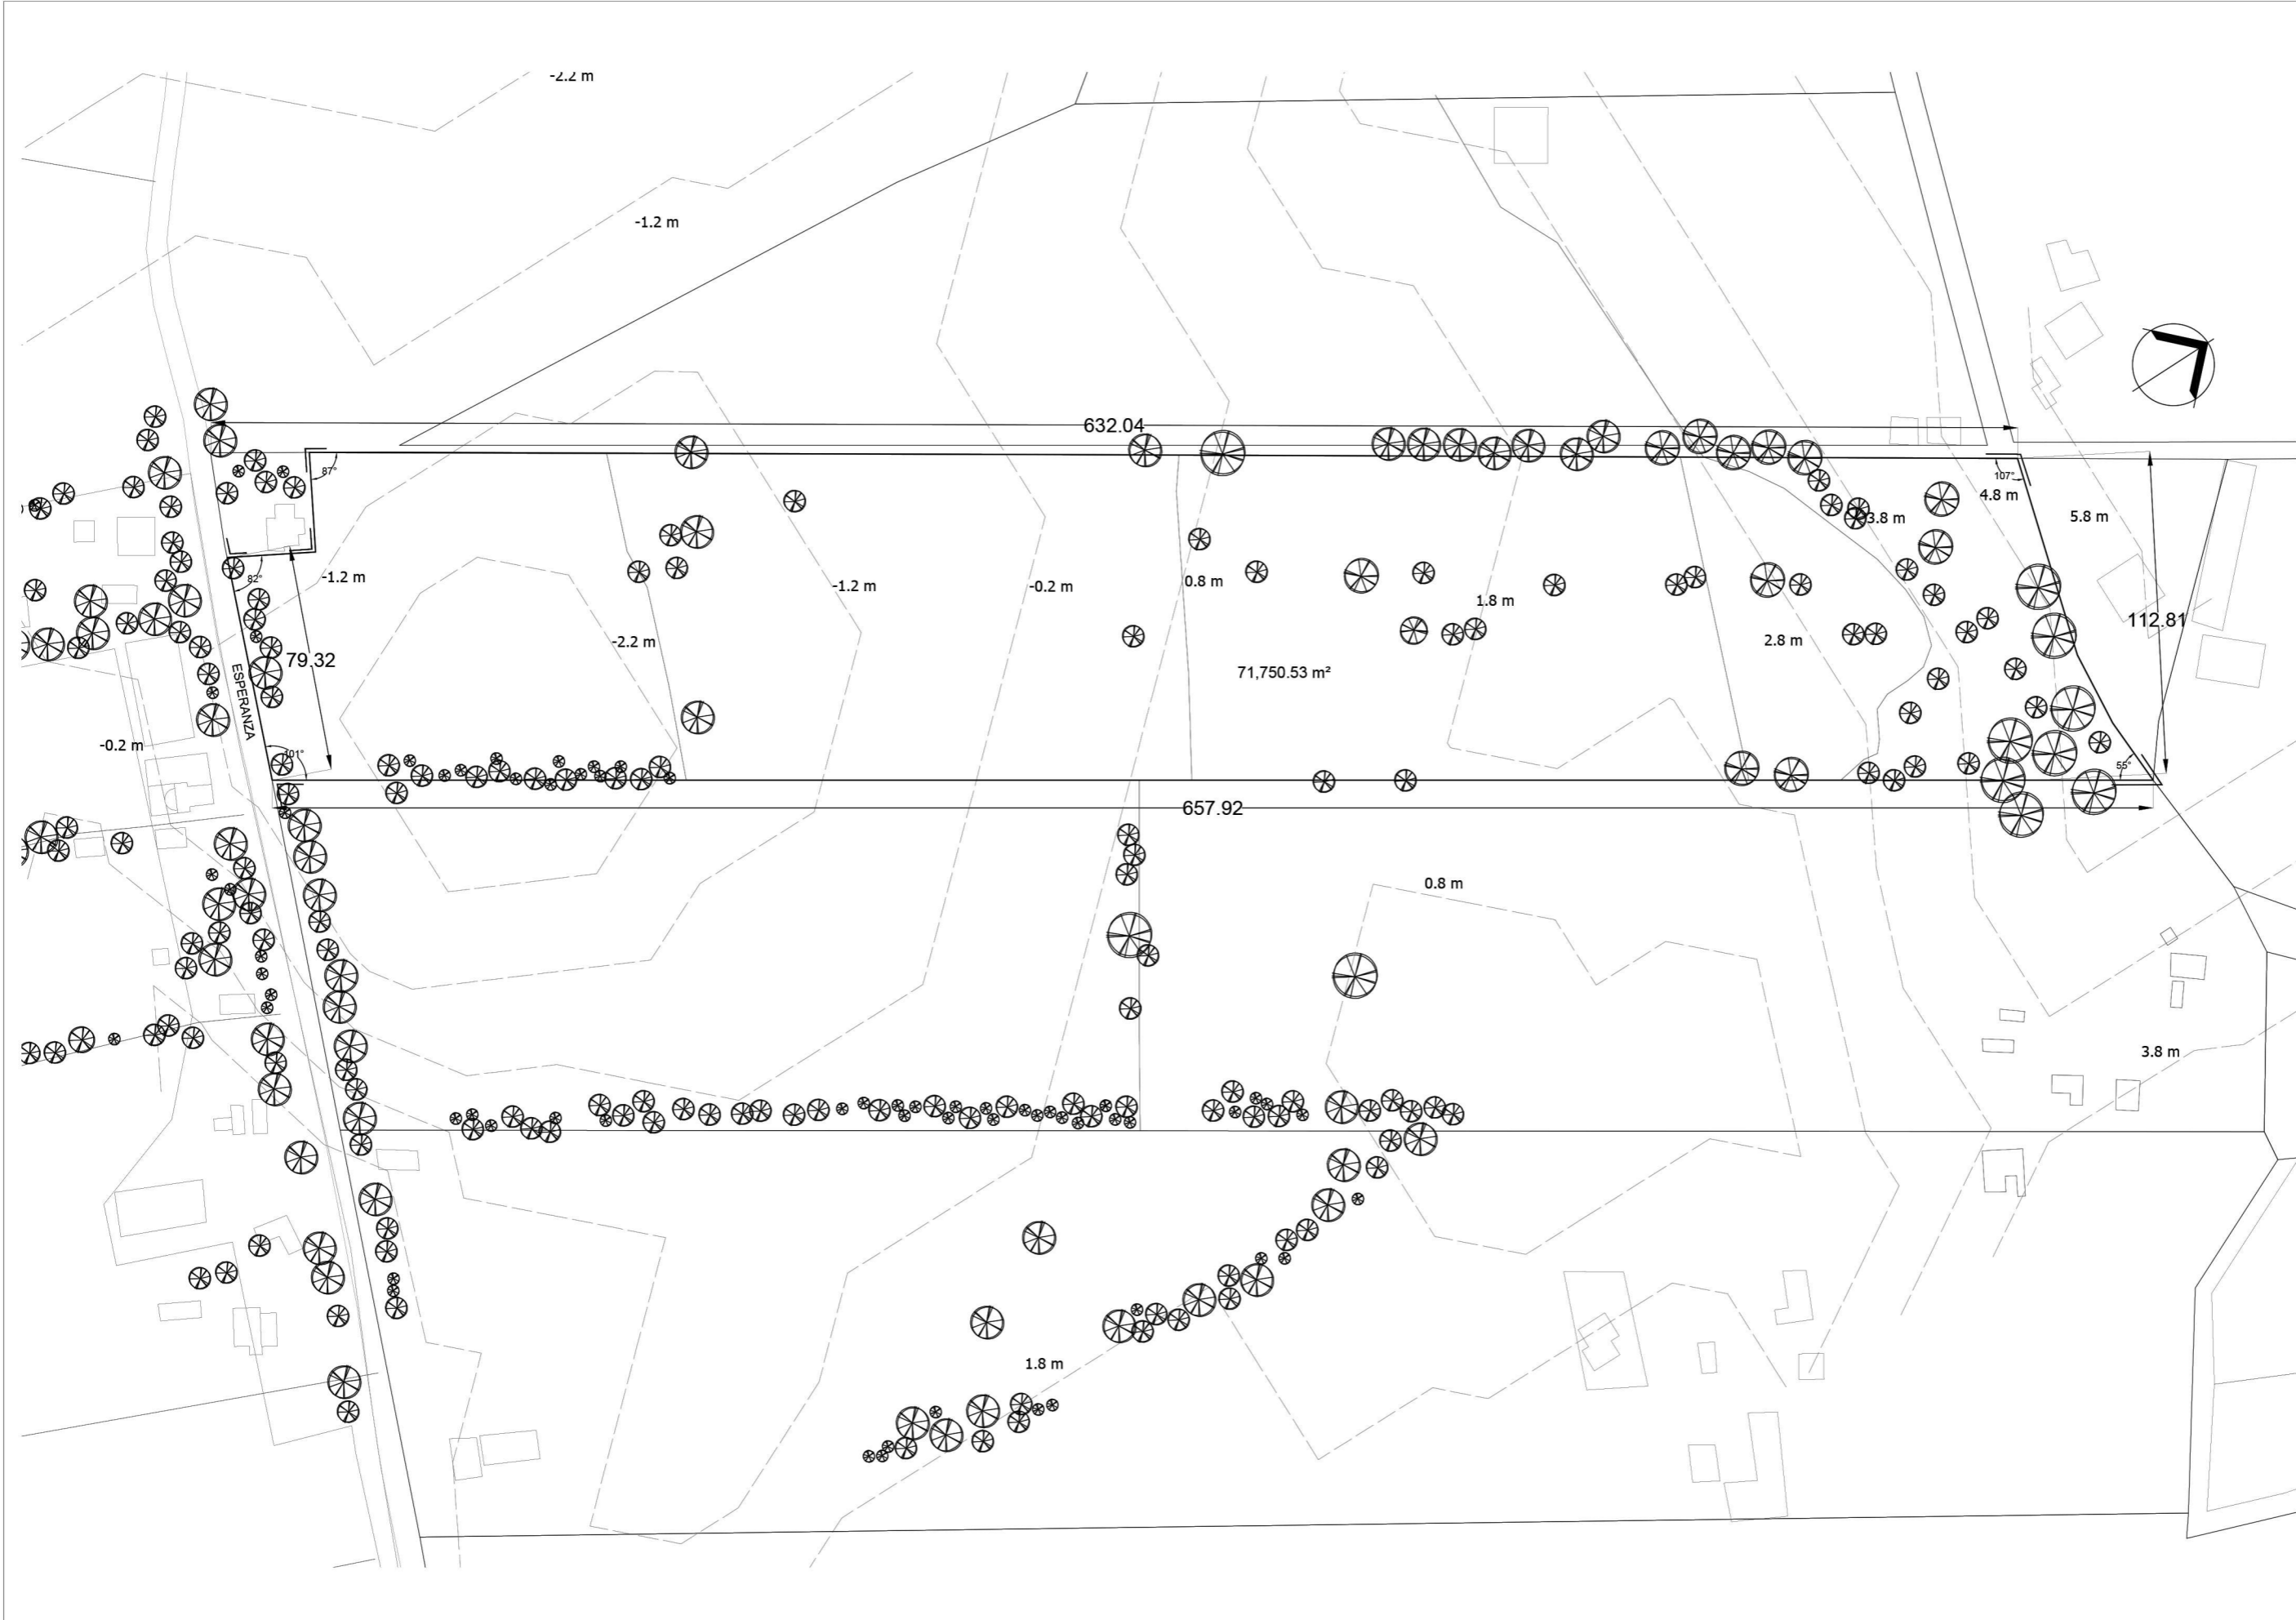 -2.2 m
-1.2 m
632.04
87°
107°
4.8 m
3.8 m
5.8 m
82°
-1.2 m
-1.2 m
-0.2 m
0.8 m
1.8 m
112.81
-2.2 m
2.8 m
79.32
71,750.53 m²
ESPERANZA
-0.2 m
101°
55°
657.92
0.8 m
3.8 m
1.8 m